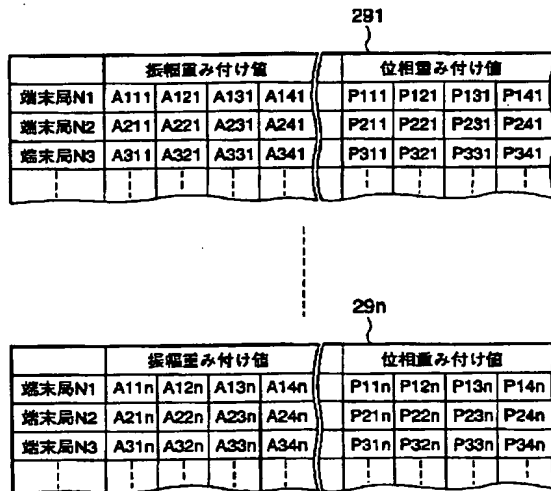 291
振幅重み付け値 位相重み付け値
端末局N1 A111 A121 A131 A141 P111 P121 P131 P141
端末局N2 A211 A221 A231 A241 P211 P221 P231 P241
端末局N3 A311 A321 A331 A341 P311 P321 P331 P341
29n
振幅重み付け値 位相重み付け値
端末局N1 A11n A12n A13n A14n P11n P12n P13n P14n
端末局N2 A21n A22n A23n A24n P21n P22n P23n P24n
端末局N3 A31n A32n A33n A34n P31n P32n P33n P34n